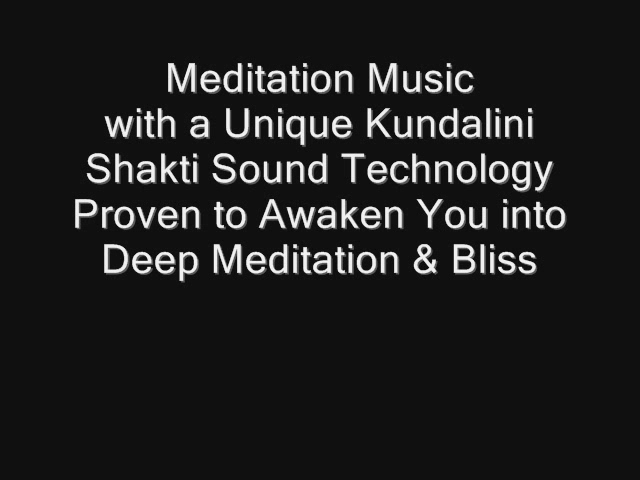 Meditation Music
with a Unique Kundalini
Shakti Sound Technology
Proven to Awaken You into
Deep Meditation & Bliss